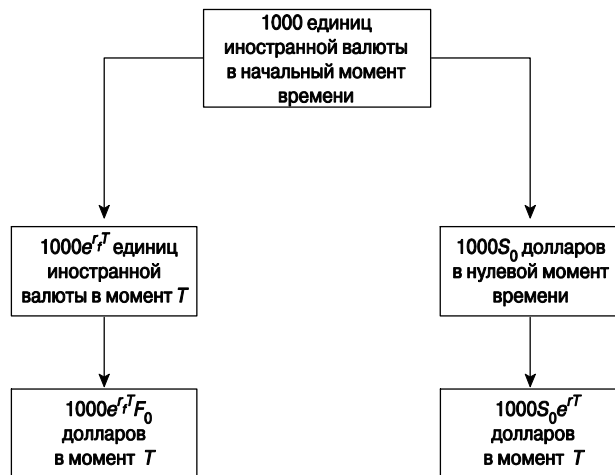 1000 единиц
иностранной валюты
в начальный момент
времени
1000e^{r_f T} единиц
иностранной
валюты в момент T
1000S_0 долларов
в нулевой момент
времени
1000e^{r_f T}F_0
долларов
в момент T
1000S_0e^{rT}
долларов
в момент T